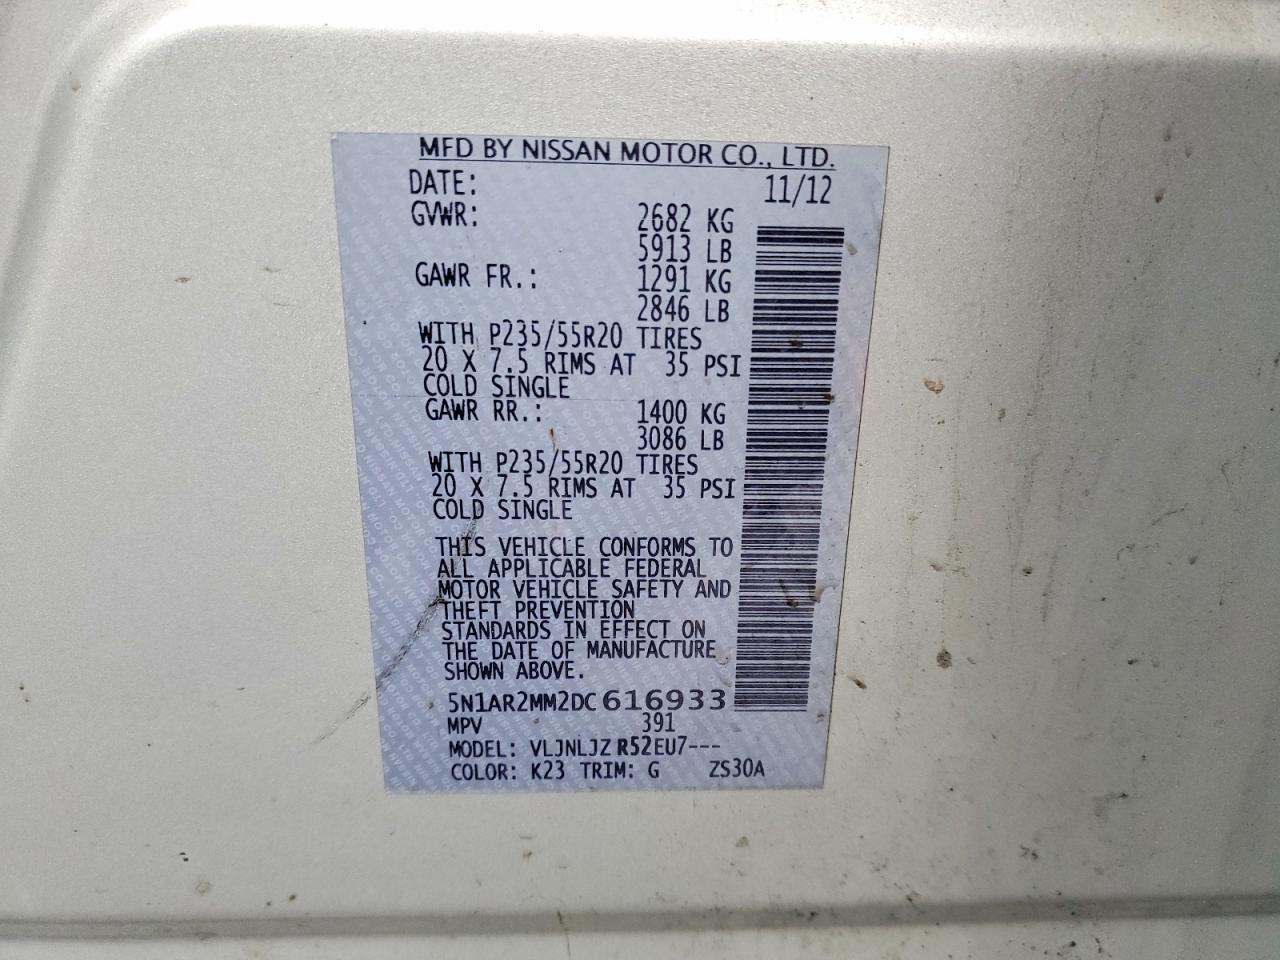 MFD BY NISSAN MOTOR CO., LTD.
DATE: 11/12
GVWR: 2682 KG
5913 LB
GAWR FR.: 1291 KG
2846 LB
WITH P235/55R20 TIRES
20 X 7.5 RIMS AT 35 PSI
COLD SINGLE
GAWR RR.: 1400 KG
3086 LB
WITH P235/55R20 TIRES
20 X 7.5 RIMS AT 35 PSI
COLD SINGLE
THIS VEHICLE CONFORMS TO
ALL APPLICABLE FEDERAL
MOTOR VEHICLE SAFETY AND
THEFT PREVENTION
STANDARDS IN EFFECT ON
THE DATE OF MANUFACTURE
SHOWN ABOVE.
5N1AR2MM2DC616933
MPV 391
MODEL: VLJNLJZ R52EU7---
COLOR: K23 TRIM: G ZS30A